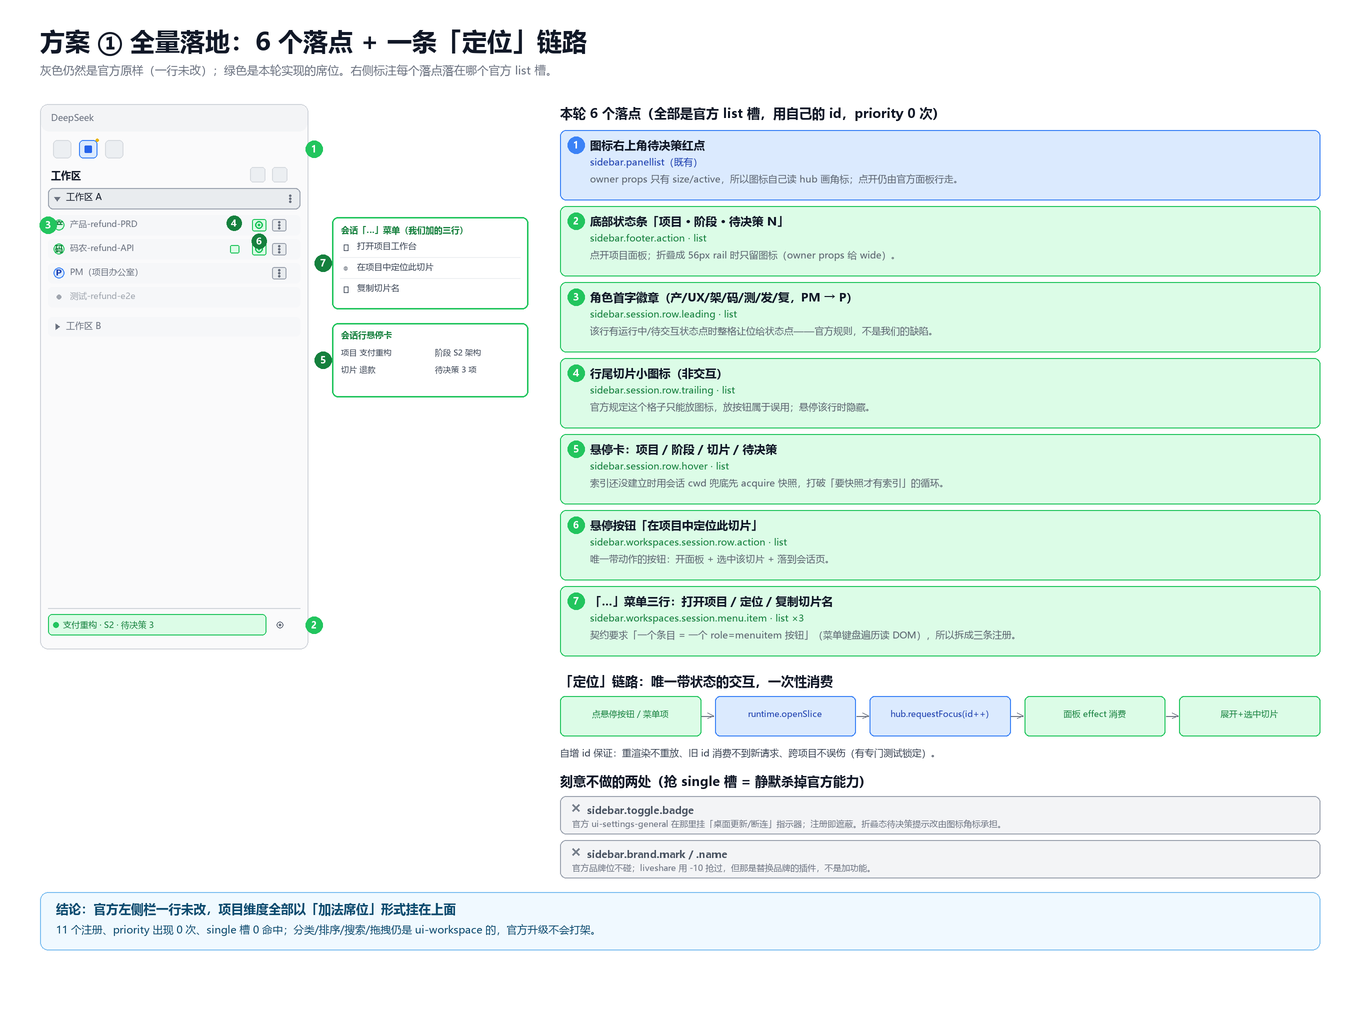 方案 ① 全量落地：6 个落点 + 一条「定位」链路
灰色仍然是官方原样（一行未改）；绿色是本轮实现的席位。右侧标注每个落点落在哪个官方 list 槽。
DeepSeek
1
工作区
工作区 A
3
产品-refund-PRD
4
码农-refund-API
6
P PM（项目办公室）
测试-refund-e2e
工作区 B
支付重构 · S2 · 待决策 3
2
会话「…」菜单（我们加的三行）
打开项目工作台
7
在项目中定位此切片
复制切片名
会话行悬停卡
项目 支付重构 阶段 S2 架构
5
切片 退款 待决策 3 项
本轮 6 个落点（全部是官方 list 槽，用自己的 id，priority 0 次）
1 图标右上角待决策红点
sidebar.panellist（既有）
owner props 只有 size/active，所以图标自己读 hub 画角标；点开仍由官方面板行走。
2 底部状态条「项目・阶段・待决策 N」
sidebar.footer.action · list
点开项目面板；折叠成 56px rail 时只留图标（owner props 给 wide）。
3 角色首字徽章（产/UX/架/码/测/发/复，PM → P）
sidebar.session.row.leading · list
该行有运行中/待交互状态点时整格让位给状态点——官方规则，不是我们的缺陷。
4 行尾切片小图标（非交互）
sidebar.session.row.trailing · list
官方规定这个格子只能放图标，放按钮属于误用；悬停该行时隐藏。
5 悬停卡：项目 / 阶段 / 切片 / 待决策
sidebar.session.row.hover · list
索引还没建立时用会话 cwd 兜底先 acquire 快照，打破「要快照才有索引」的循环。
6 悬停按钮「在项目中定位此切片」
sidebar.workspaces.session.row.action · list
唯一带动作的按钮：开面板 + 选中该切片 + 落到会话页。
7 「…」菜单三行：打开项目 / 定位 / 复制切片名
sidebar.workspaces.session.menu.item · list ×3
契约要求「一个条目 = 一个 role=menuitem 按钮」（菜单键盘遍历读 DOM），所以拆成三条注册。
「定位」链路：唯一带状态的交互，一次性消费
点悬停按钮 / 菜单项 → runtime.openSlice → hub.requestFocus(id++) → 面板 effect 消费 → 展开+选中切片
自增 id 保证：重渲染不重放、旧 id 消费不到新请求、跨项目不误伤（有专门测试锁定）。
刻意不做的两处（抢 single 槽 = 静默杀掉官方能力）
✕ sidebar.toggle.badge
官方 ui-settings-general 在那里挂「桌面更新/断连」指示器；注册即遮蔽。折叠态待决策提示改由图标角标承担。
✕ sidebar.brand.mark / .name
官方品牌位不碰；liveshare 用 -10 抢过，但那是替换品牌的插件，不是加功能。
结论：官方左侧栏一行未改，项目维度全部以「加法席位」形式挂在上面
11 个注册、priority 出现 0 次、single 槽 0 命中；分类/排序/搜索/拖拽仍是 ui-workspace 的，官方升级不会打架。